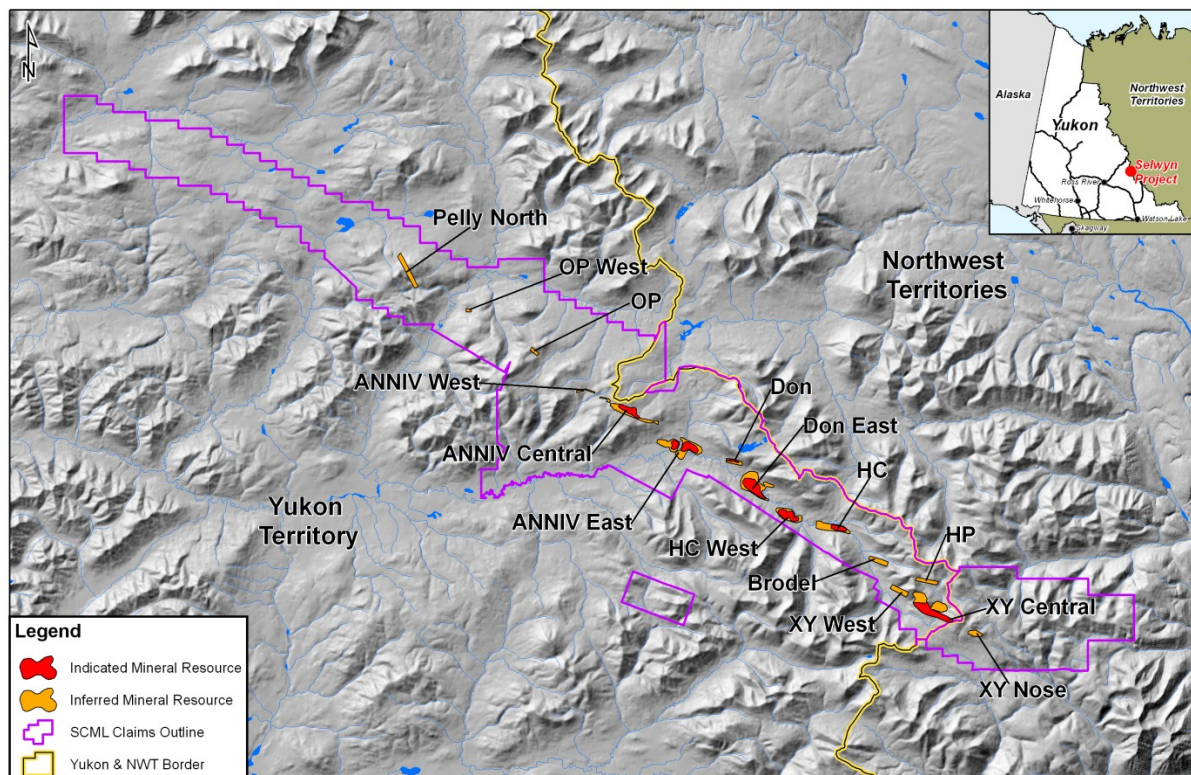 N
Alaska
Northwest
Territories
Yukon
Selwyn
Project
Ross River
Whitehorse
Watson Lake
Skagway
Pelly North
OP West
OP
Northwest
Territories
ANNIV West
Don
Don East
ANNIV Central
HC
ANNIV East
Yukon
Territory
HC West
HP
Brodel
XY Central
XY West
XY Nose
Legend
Indicated Mineral Resource
Inferred Mineral Resource
SCML Claims Outline
Yukon & NWT Border